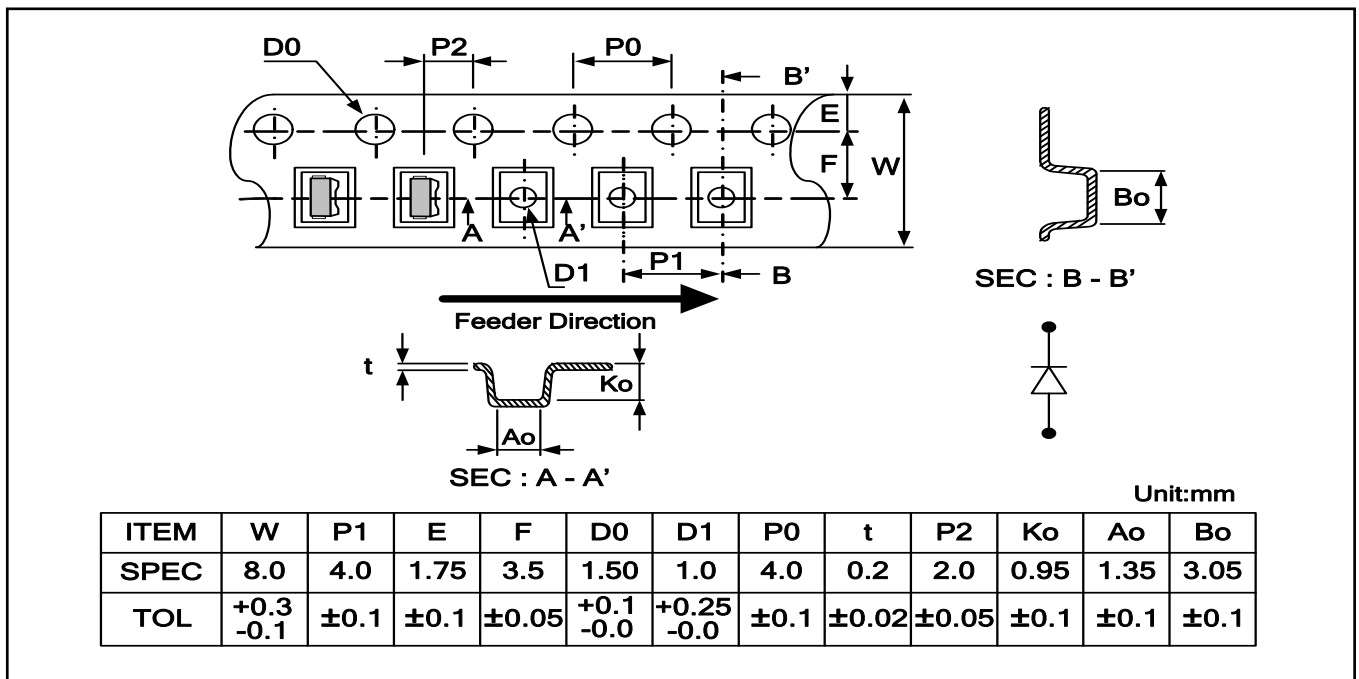 D0
P2
P0
B'
E
F
W
A
A'
D1
P1
B
Bo
SEC : B - B'
Feeder Direction
t
Ko
Ao
SEC : A - A'
Unit:mm
ITEM W P1 E F D0 D1 P0 t P2 Ko Ao Bo
SPEC 8.0 4.0 1.75 3.5 1.50 1.0 4.0 0.2 2.0 0.95 1.35 3.05
TOL +0.3 -0.1 ±0.1 ±0.1 ±0.05 +0.1 -0.0 +0.25 -0.0 ±0.1 ±0.02 ±0.05 ±0.1 ±0.1 ±0.1